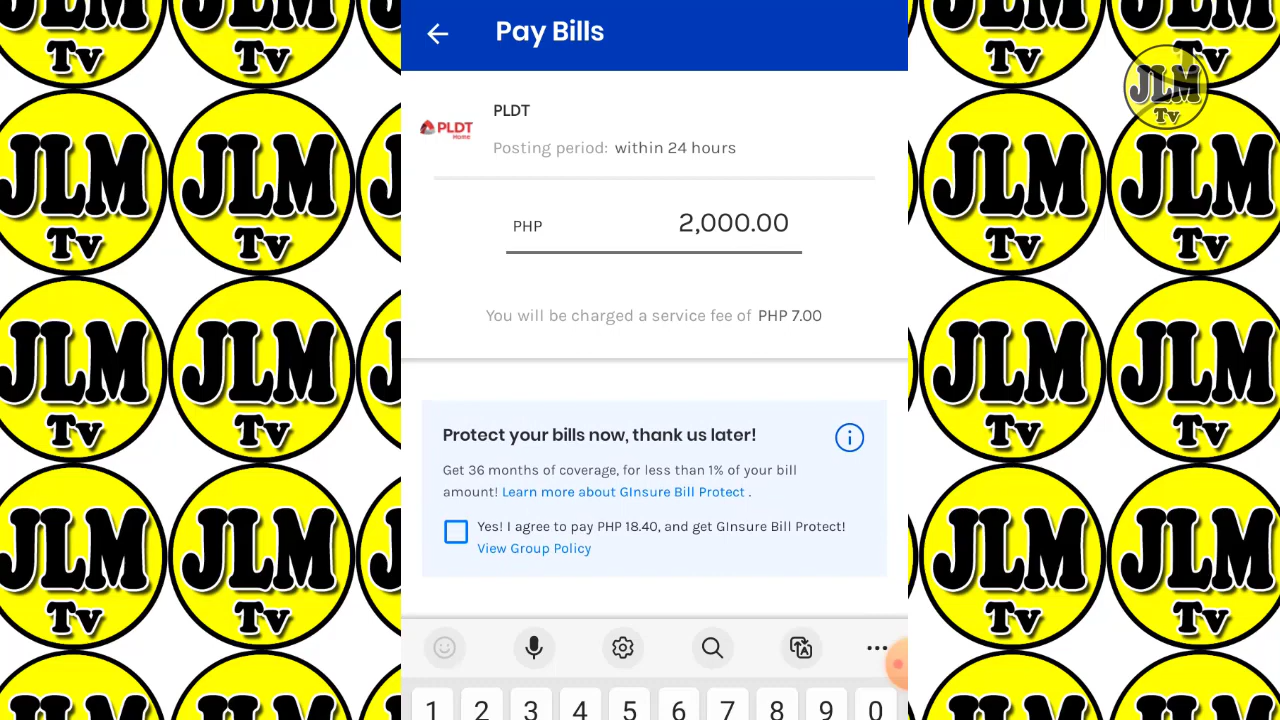 Pay Bills
PLDT
PLDT
Home
Posting period: within 24 hours
PHP 2,000.00
You will be charged a service fee of PHP 7.00
Protect your bills now, thank us later!
Get 36 months of coverage, for less than 1% of your bill
amount! Learn more about GInsure Bill Protect .
Yes! I agree to pay PHP 18.40, and get GInsure Bill Protect!
View Group Policy
1 2 3 4 5 6 7 8 9 0
JLM
Tv